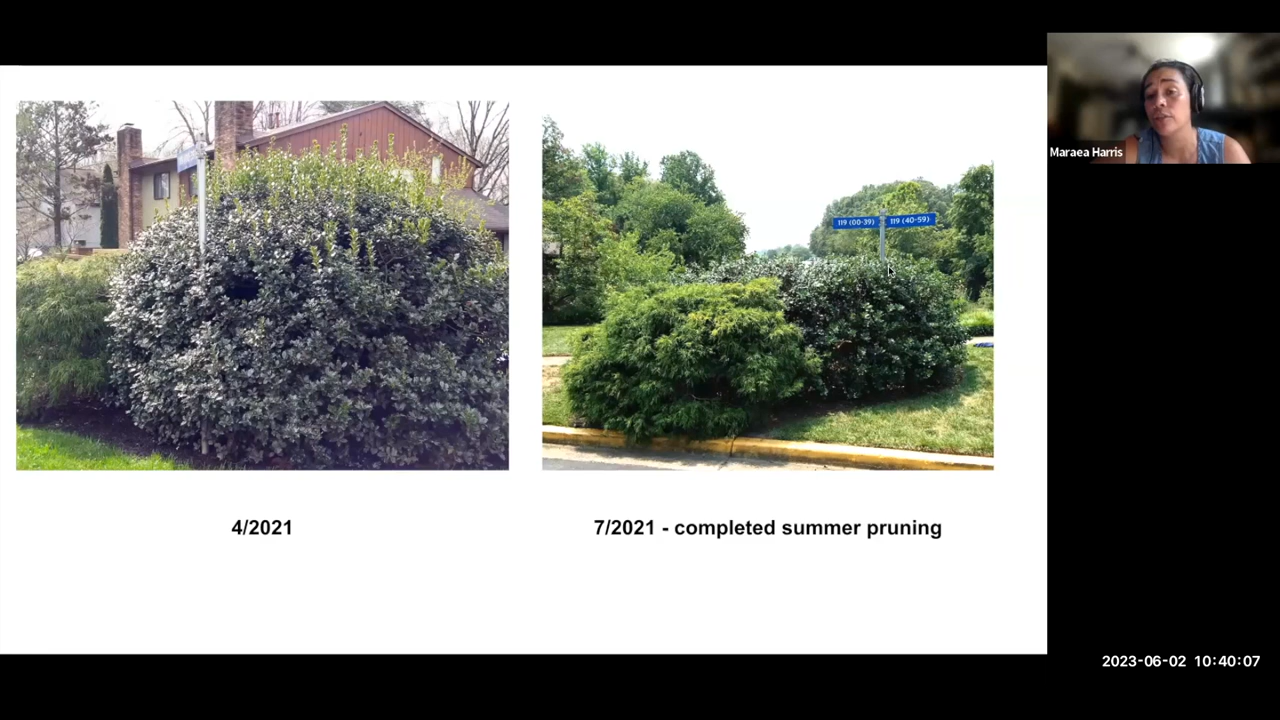 119 (00-39) 119 (40-59)
Maraea Harris
4/2021
7/2021 - completed summer pruning
2023-06-02 10:40:07